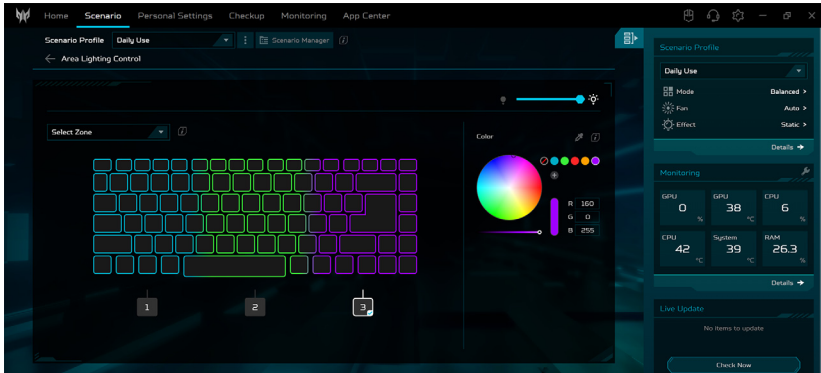 Home Scenario Personal Settings Checkup Monitoring App Center
Scenario Profile Daily Use Scenario Manager
Area Lighting Control
Select Zone
Color
R 160
G 0
B 255
1 2 3
Scenario Profile
Daily Use
Mode Balanced >
Fan Auto >
Effect Static >
Details
Monitoring
GPU GPU CPU
0 % 38 °C 6 %
CPU System RAM
42 °C 39 °C 26.3 %
Details
Live Update
No items to update
Check Now